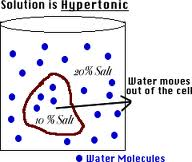 Solution is Hypertonic
20% Salt
Water moves
out of the cell
10 % Salt
Water Molecules